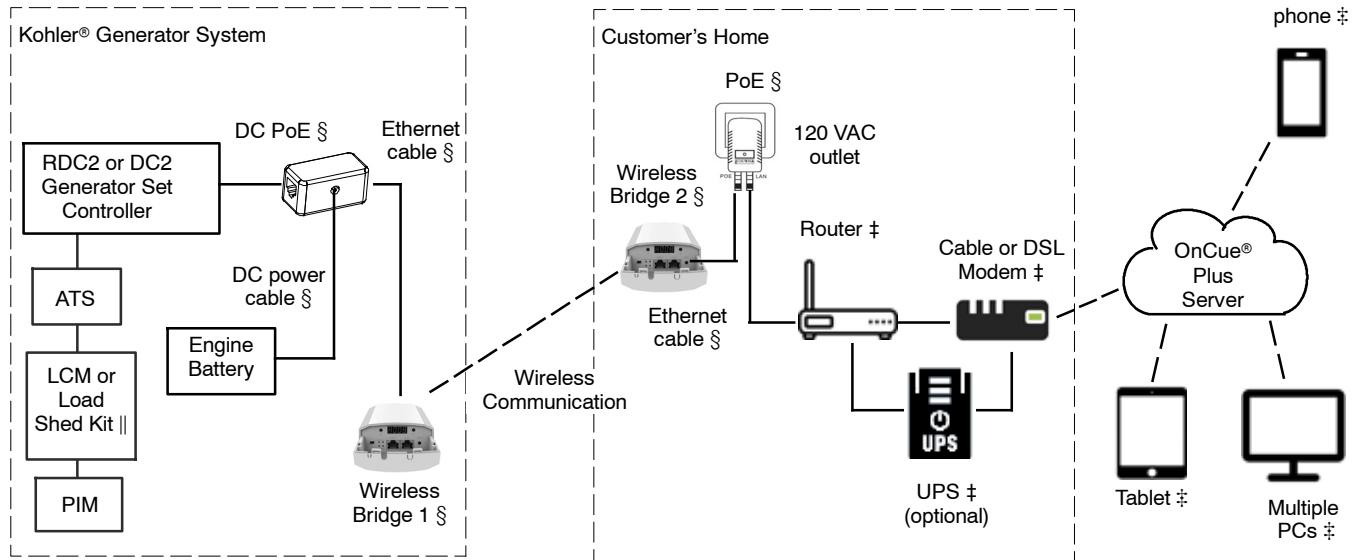 Kohler® Generator System
DC PoE §
Ethernet
cable §
RDC2 or DC2
Generator Set
Controller
ATS
DC power
cable §
Engine
Battery
LCM or
Load
Shed Kit ||
PIM
Wireless
Bridge 1 §
Wireless
Communication
Customer’s Home
PoE §
120 VAC
outlet
POE LAN
Wireless
Bridge 2 §
Ethernet
cable §
Router ‡
Cable or DSL
Modem ‡
UPS
UPS ‡
(optional)
phone ‡
OnCue®
Plus
Server
Tablet ‡
Multiple
PCs ‡